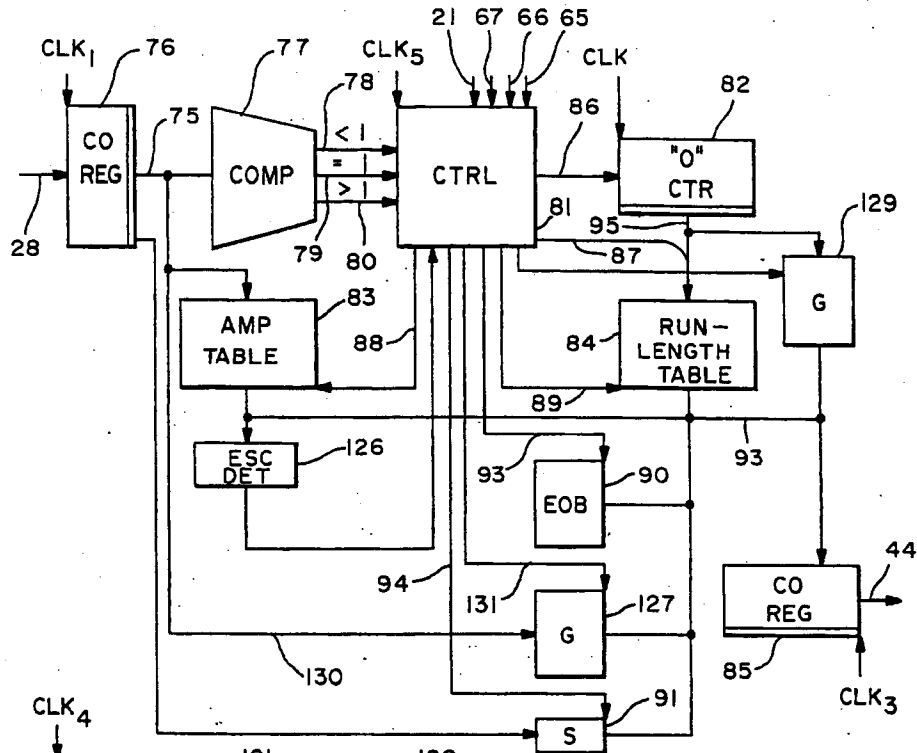 CLK1
76
77
CLK5
21
67
66
65
CLK
82
CO
REG
75
78
< 1
= 1
> 1
COMP
CTRL
86
"O"
CTR
28
79
80
81
95
129
87
G
83
AMP
TABLE
88
84
RUN-
LENGTH
TABLE
89
93
ESC
DET
126
93
90
EOB
94
131
127
G
CO
REG
44
85
130
CLK3
91
S
CLK4